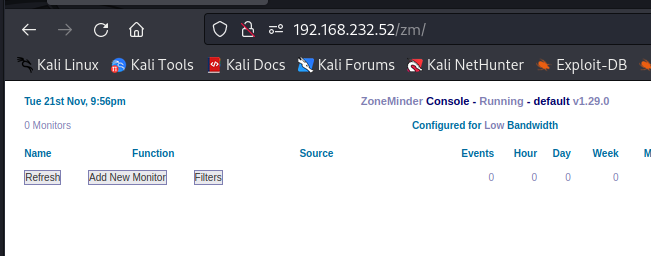 192.168.232.52/zm/
Kali Linux Kali Tools Kali Docs Kali Forums Kali NetHunter Exploit-DB
Tue 21st Nov, 9:56pm ZoneMinder Console - Running - default v1.29.0
0 Monitors Configured for Low Bandwidth
Name Function Source Events Hour Day Week M
Refresh Add New Monitor Filters 0 0 0 0